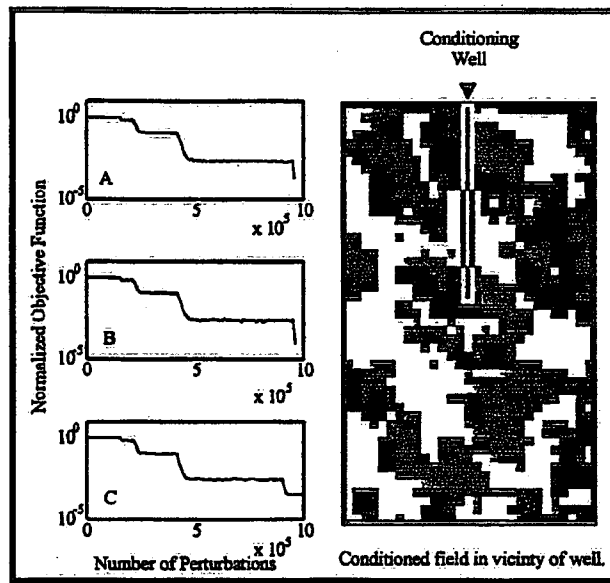 Conditioning
Well
Normalized Objective Function
10^0
A
10^-5
0
5
10
x 10^5
10^0
B
10^-5
0
5
10
x 10^5
10^0
C
10^-5
0
5
10
x 10^5
Number of Perturbations
Conditioned field in vicinty of well.